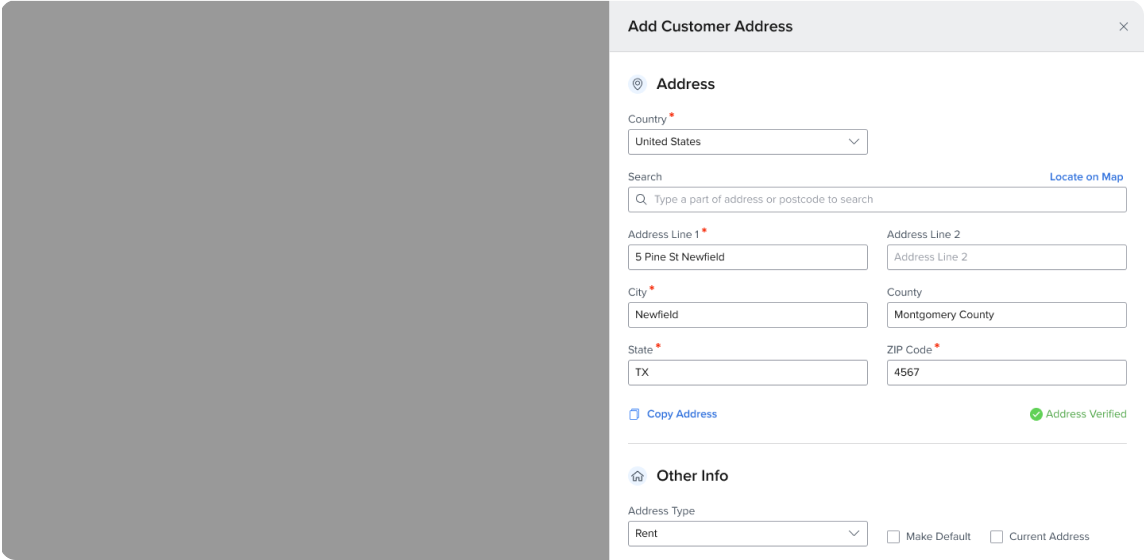 Add Customer Address
Address
Country *
United States
Search Locate on Map
Type a part of address or postcode to search
Address Line 1 * Address Line 2
5 Pine St Newfield Address Line 2
City * County
Newfield Montgomery County
State * ZIP Code *
TX 4567
Copy Address Address Verified
Other Info
Address Type
Rent Make Default Current Address